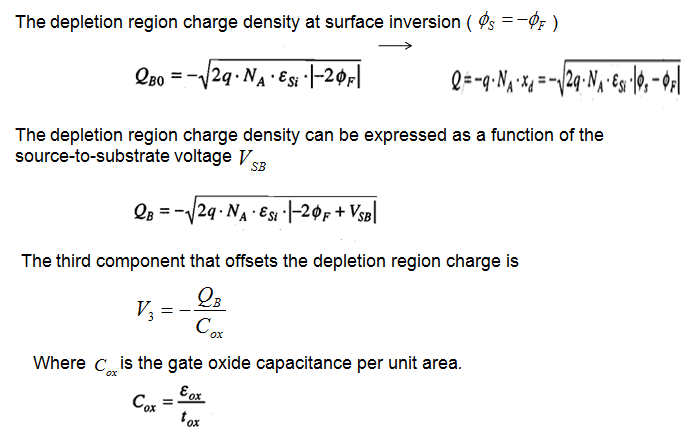 The depletion region charge density at surface inversion ( ϕS = −ϕF )
QB0 = −√2q · NA · εSi · |−2ϕF| ⟶ Q = −q·NA·xd = −√2q·NA·εSi·|ϕs − ϕF|
The depletion region charge density can be expressed as a function of the
source-to-substrate voltage VSB
QB = −√2q · NA · εSi · |−2ϕF + VSB|
The third component that offsets the depletion region charge is
V3 = − QB / Cox
Where Cox is the gate oxide capacitance per unit area.
Cox = εox / tox